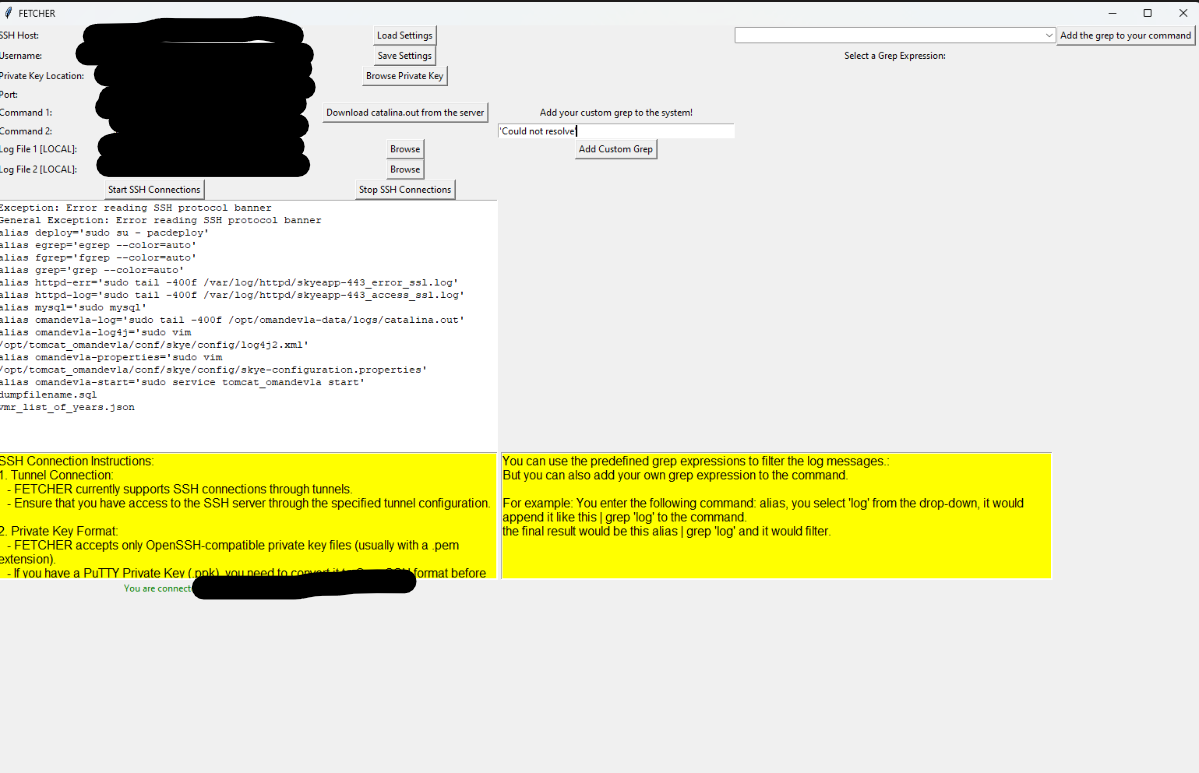 FETCHER
SSH Host:
Load Settings
Add the grep to your command
Username:
Save Settings
Select a Grep Expression:
Private Key Location:
Browse Private Key
Port:
Command 1:
Download catalina.out from the server
Add your custom grep to the system!
Command 2:
'Could not resolve'
Log File 1 [LOCAL]:
Browse
Add Custom Grep
Log File 2 [LOCAL]:
Browse
Start SSH Connections
Stop SSH Connections
Exception: Error reading SSH protocol banner
General Exception: Error reading SSH protocol banner
alias deploy='sudo su - pacdeploy'
alias egrep='egrep --color=auto'
alias fgrep='fgrep --color=auto'
alias grep='grep --color=auto'
alias httpd-err='sudo tail -400f /var/log/httpd/skyeapp-443_error_ssl.log'
alias httpd-log='sudo tail -400f /var/log/httpd/skyeapp-443_access_ssl.log'
alias mysql='sudo mysql'
alias omandevla-log='sudo tail -400f /opt/omandevla-data/logs/catalina.out'
alias omandevla-log4j='sudo vim
/opt/tomcat_omandevla/conf/skye/config/log4j2.xml'
alias omandevla-properties='sudo vim
/opt/tomcat_omandevla/conf/skye/config/skye-configuration.properties'
alias omandevla-start='sudo service tomcat_omandevla start'
dumpfilename.sql
vmr_list_of_years.json
SSH Connection Instructions:
1. Tunnel Connection:
- FETCHER currently supports SSH connections through tunnels.
- Ensure that you have access to the SSH server through the specified tunnel configuration.
2. Private Key Format:
- FETCHER accepts only OpenSSH-compatible private key files (usually with a .pem
extension).
- If you have a PuTTY Private Key (.ppk), you need to convert it to format before
You can use the predefined grep expressions to filter the log messages.:
But you can also add your own grep expression to the command.
For example: You enter the following command: alias, you select 'log' from the drop-down, it would
append it like this | grep 'log' to the command.
the final result would be this alias | grep 'log' and it would filter.
You are connect